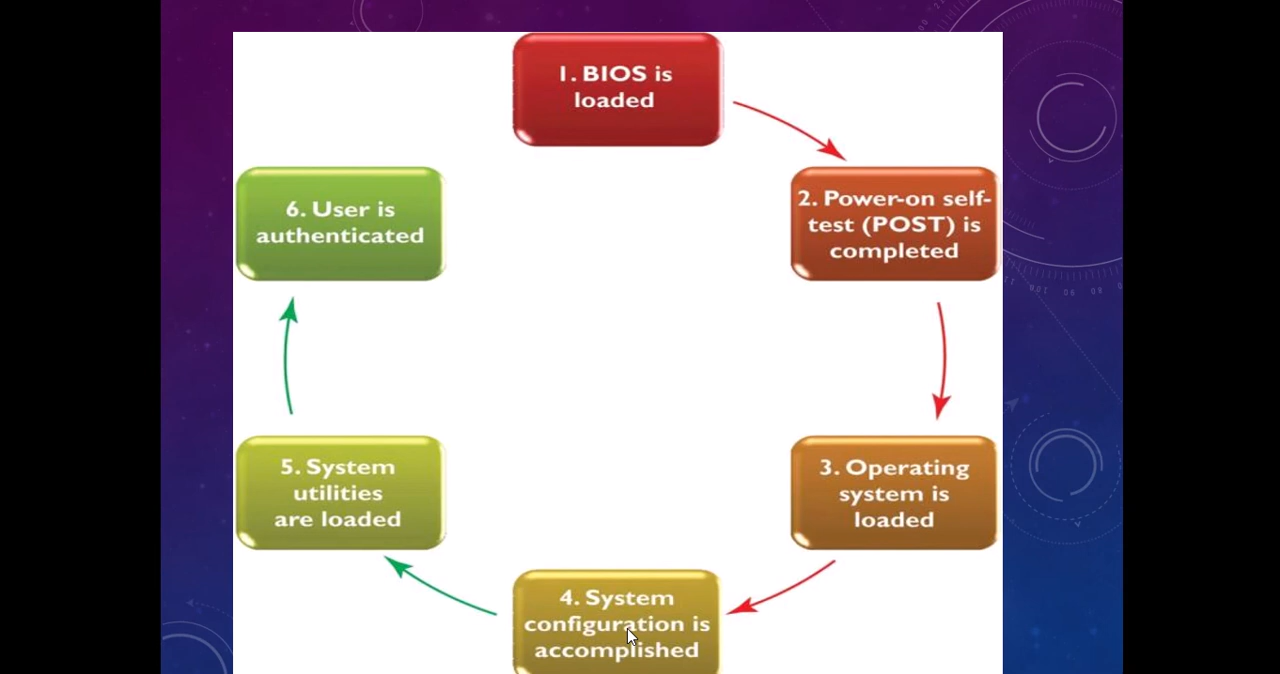 1. BIOS is
loaded
2. Power-on self-
test (POST) is
completed
3. Operating
system is
loaded
4. System
configuration is
accomplished
5. System
utilities
are loaded
6. User is
authenticated